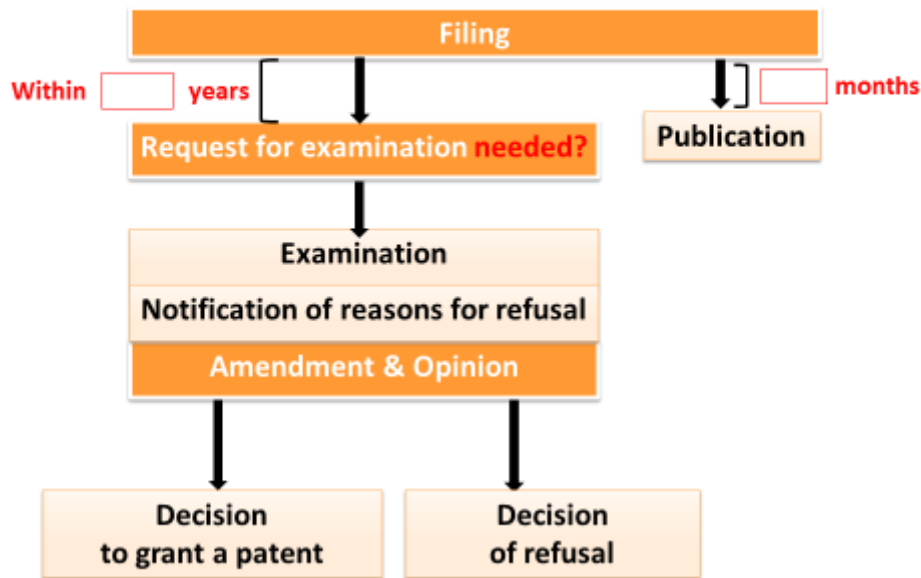 Filing
Within years
months
Request for examination needed?
Publication
Examination
Notification of reasons for refusal
Amendment & Opinion
Decision
to grant a patent
Decision
of refusal